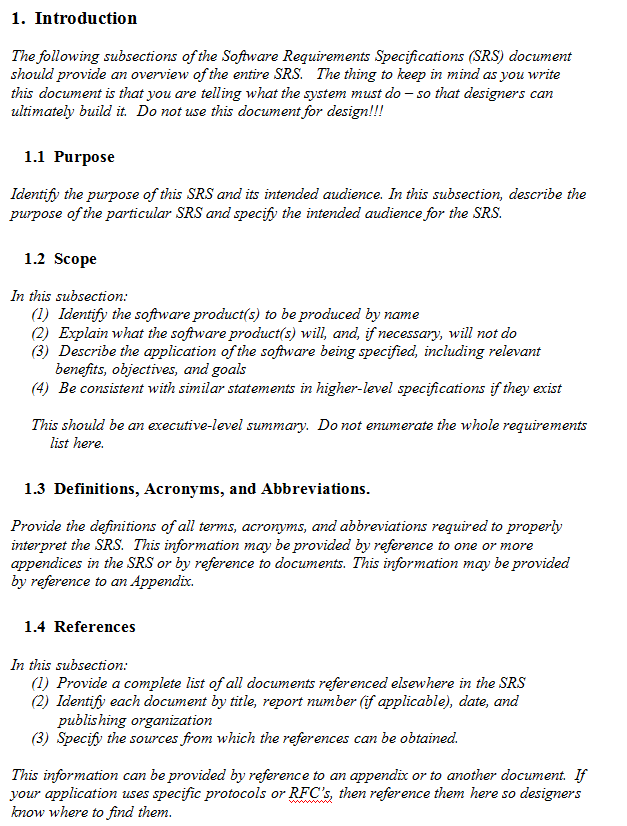 1. Introduction
The following subsections of the Software Requirements Specifications (SRS) document
should provide an overview of the entire SRS. The thing to keep in mind as you write
this document is that you are telling what the system must do – so that designers can
ultimately build it. Do not use this document for design!!!
1.1 Purpose
Identify the purpose of this SRS and its intended audience. In this subsection, describe the
purpose of the particular SRS and specify the intended audience for the SRS.
1.2 Scope
In this subsection:
(1) Identify the software product(s) to be produced by name
(2) Explain what the software product(s) will, and, if necessary, will not do
(3) Describe the application of the software being specified, including relevant
benefits, objectives, and goals
(4) Be consistent with similar statements in higher-level specifications if they exist
This should be an executive-level summary. Do not enumerate the whole requirements
list here.
1.3 Definitions, Acronyms, and Abbreviations.
Provide the definitions of all terms, acronyms, and abbreviations required to properly
interpret the SRS. This information may be provided by reference to one or more
appendices in the SRS or by reference to documents. This information may be provided
by reference to an Appendix.
1.4 References
In this subsection:
(1) Provide a complete list of all documents referenced elsewhere in the SRS
(2) Identify each document by title, report number (if applicable), date, and
publishing organization
(3) Specify the sources from which the references can be obtained.
This information can be provided by reference to an appendix or to another document. If
your application uses specific protocols or RFC's, then reference them here so designers
know where to find them.